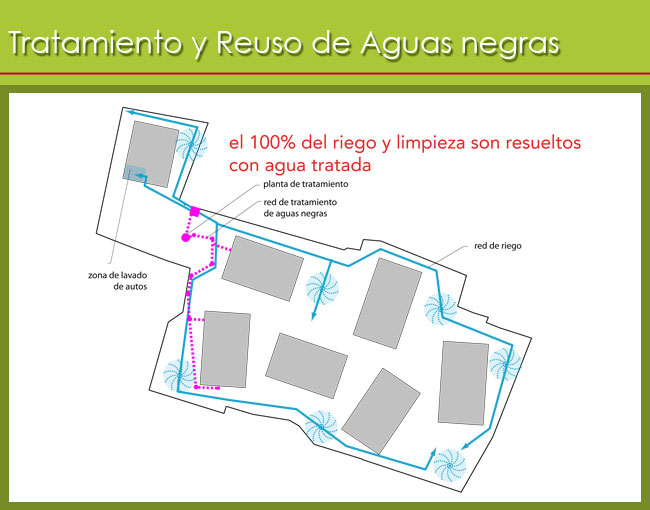 Tratamiento y Reuso de Aguas negras
el 100% del riego y limpieza son resueltos
con agua tratada
planta de tratamiento
red de tratamiento
de aguas negras
red de riego
zona de lavado
de autos